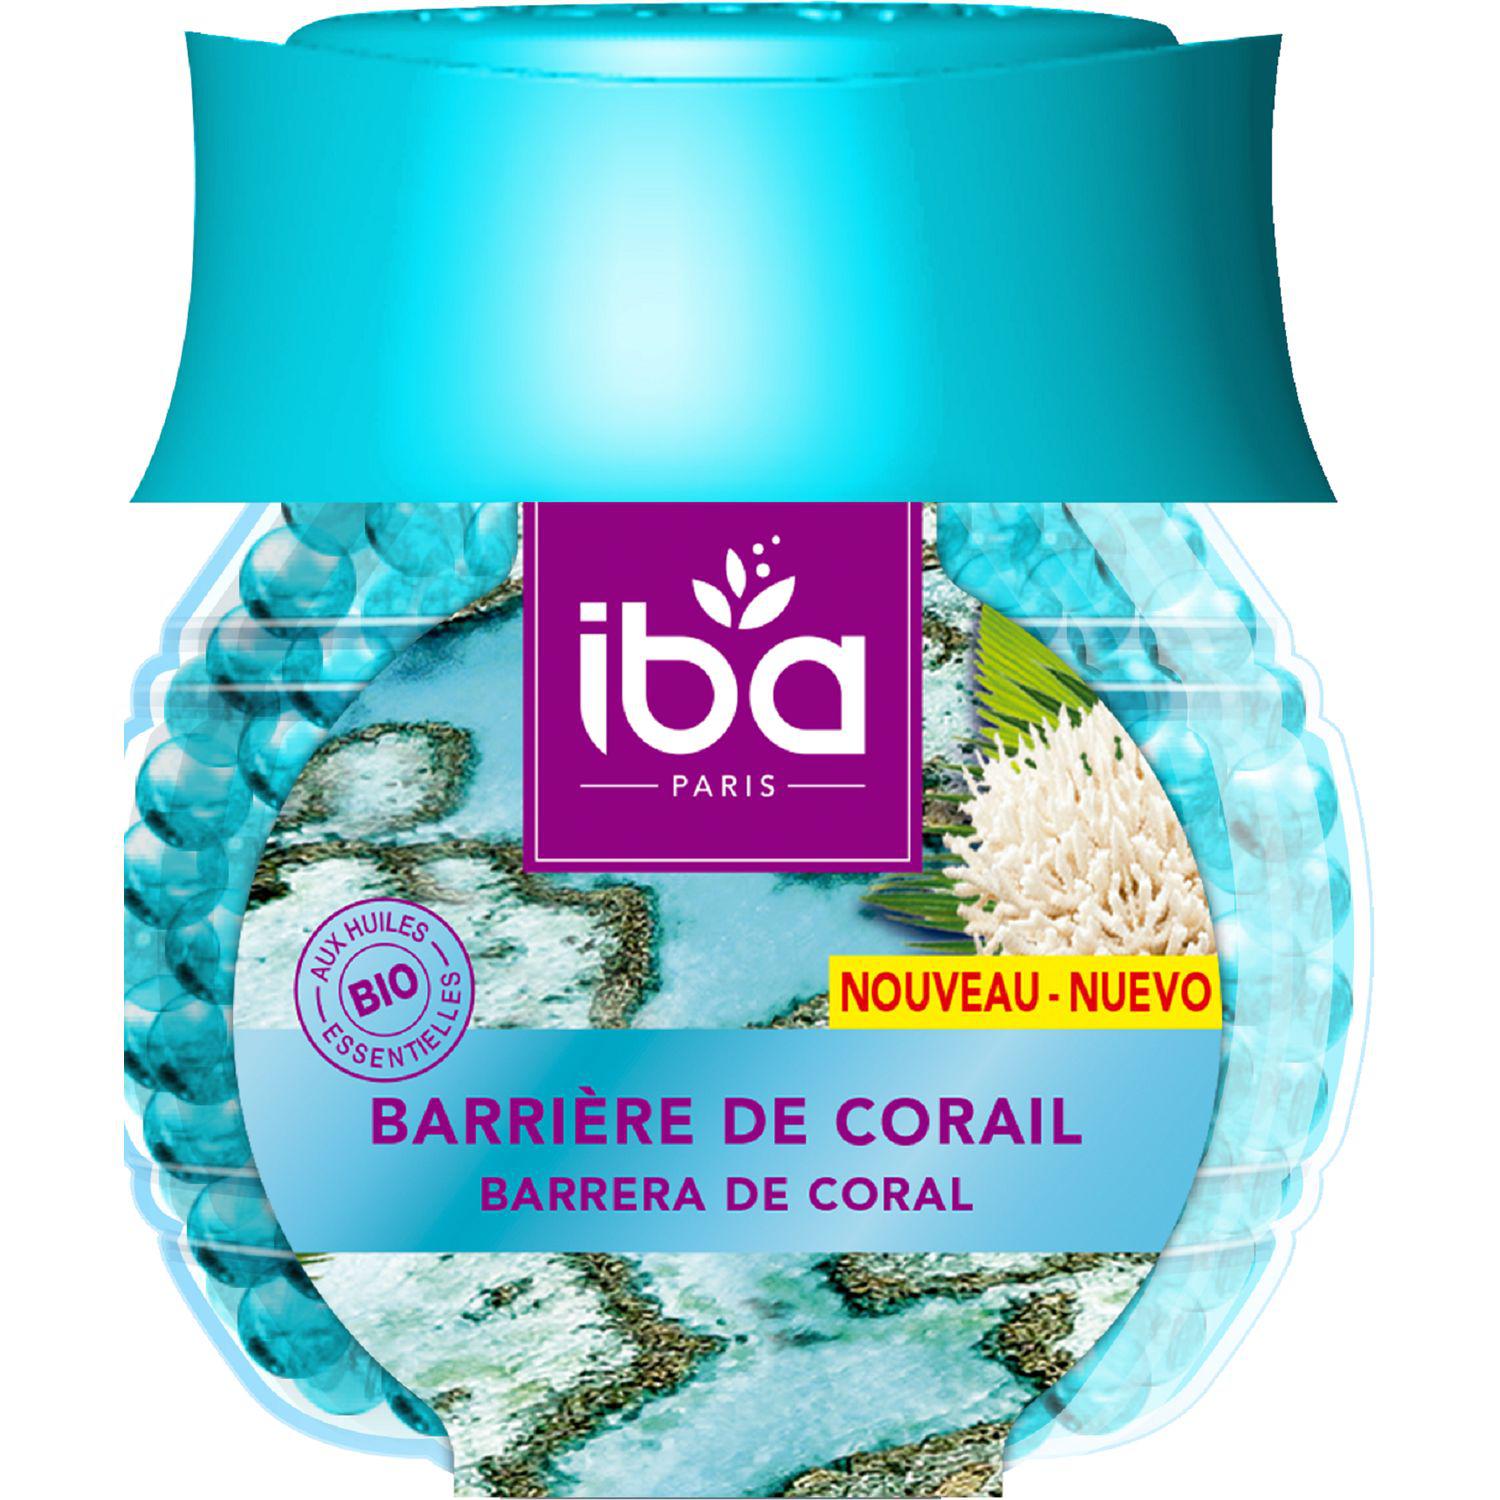 iba
PARIS
AUX HUILES
BIO
ESSENTIELLES
NOUVEAU - NUEVO
BARRIÈRE DE CORAIL
BARRERA DE CORAL